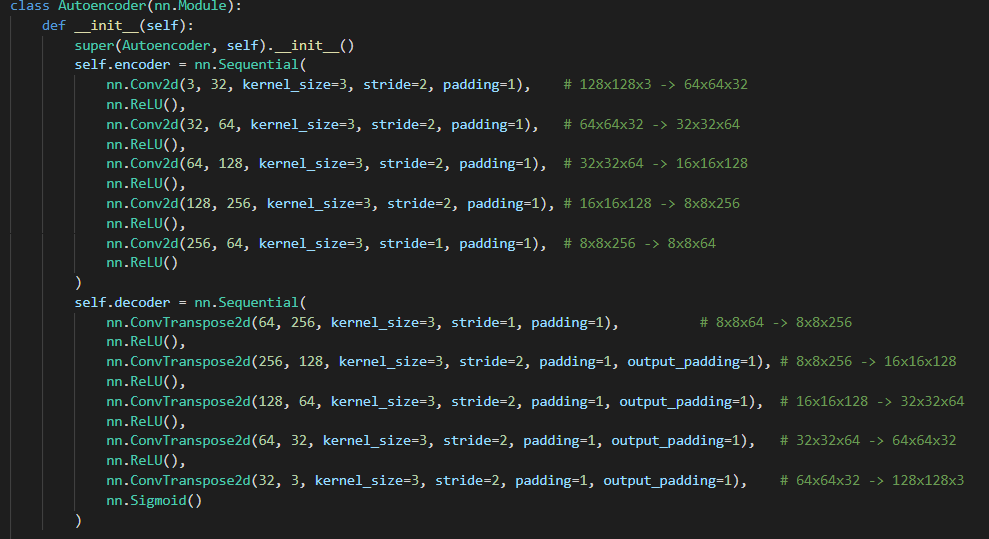 class Autoencoder(nn.Module):
    def __init__(self):
        super(Autoencoder, self).__init__()
        self.encoder = nn.Sequential(
            nn.Conv2d(3, 32, kernel_size=3, stride=2, padding=1),    # 128x128x3 -> 64x64x32
            nn.ReLU(),
            nn.Conv2d(32, 64, kernel_size=3, stride=2, padding=1),   # 64x64x32 -> 32x32x64
            nn.ReLU(),
            nn.Conv2d(64, 128, kernel_size=3, stride=2, padding=1),  # 32x32x64 -> 16x16x128
            nn.ReLU(),
            nn.Conv2d(128, 256, kernel_size=3, stride=2, padding=1), # 16x16x128 -> 8x8x256
            nn.ReLU(),
            nn.Conv2d(256, 64, kernel_size=3, stride=1, padding=1),  # 8x8x256 -> 8x8x64
            nn.ReLU()
        )
        self.decoder = nn.Sequential(
            nn.ConvTranspose2d(64, 256, kernel_size=3, stride=1, padding=1),          # 8x8x64 -> 8x8x256
            nn.ReLU(),
            nn.ConvTranspose2d(256, 128, kernel_size=3, stride=2, padding=1, output_padding=1), # 8x8x256 -> 16x16x128
            nn.ReLU(),
            nn.ConvTranspose2d(128, 64, kernel_size=3, stride=2, padding=1, output_padding=1),  # 16x16x128 -> 32x32x64
            nn.ReLU(),
            nn.ConvTranspose2d(64, 32, kernel_size=3, stride=2, padding=1, output_padding=1),   # 32x32x64 -> 64x64x32
            nn.ReLU(),
            nn.ConvTranspose2d(32, 3, kernel_size=3, stride=2, padding=1, output_padding=1),    # 64x64x32 -> 128x128x3
            nn.Sigmoid()
        )